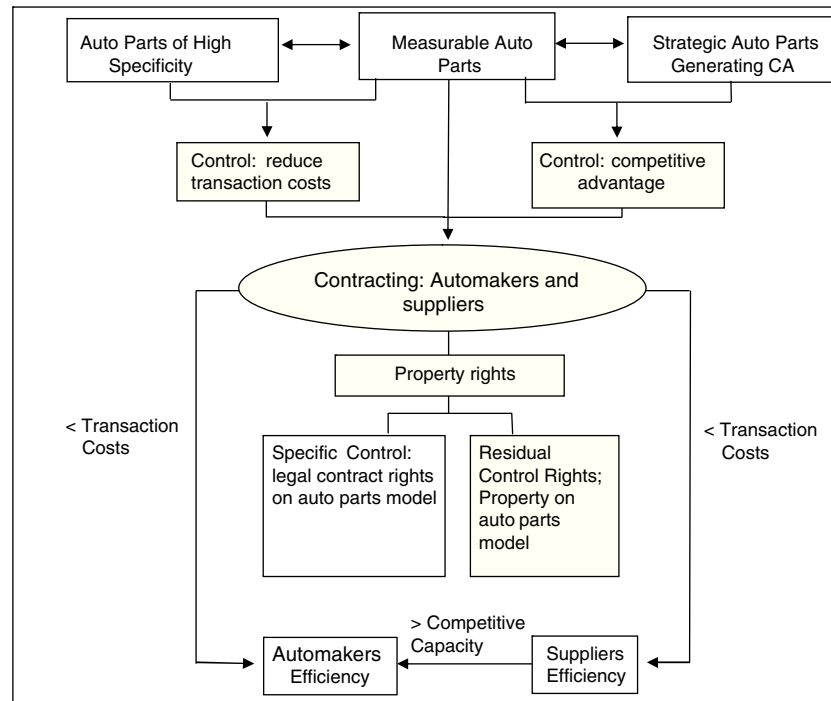 Auto Parts of High
Specificity
Measurable Auto
Parts
Strategic Auto Parts
Generating CA
Control: reduce
transaction costs
Control: competitive
advantage
Contracting: Automakers and
suppliers
Property rights
< Transaction
Costs
< Transaction
Costs
Specific Control:
legal contract rights
on auto parts model
Residual
Control Rights;
Property on
auto parts
model
> Competitive
Capacity
Automakers
Efficiency
Suppliers
Efficiency